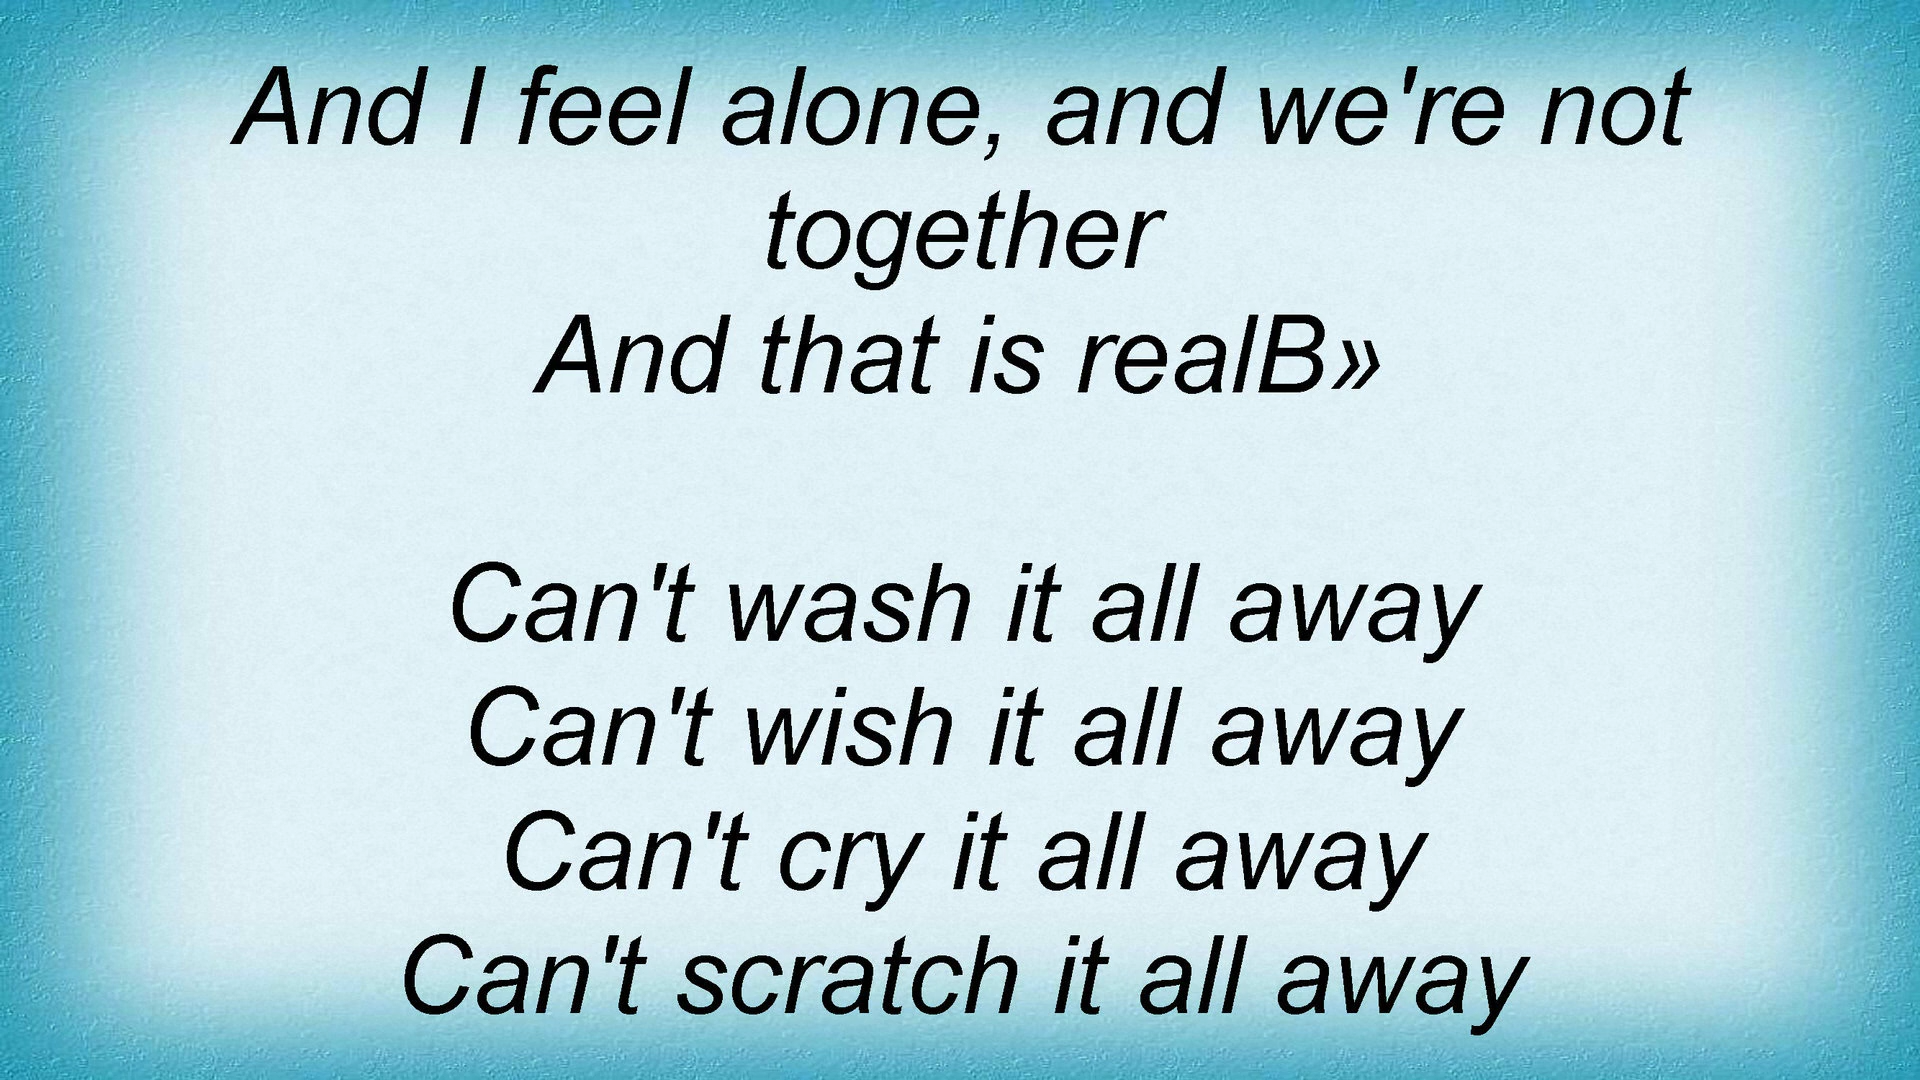 And I feel alone, and we're not
together
And that is realB»
Can't wash it all away
Can't wish it all away
Can't cry it all away
Can't scratch it all away